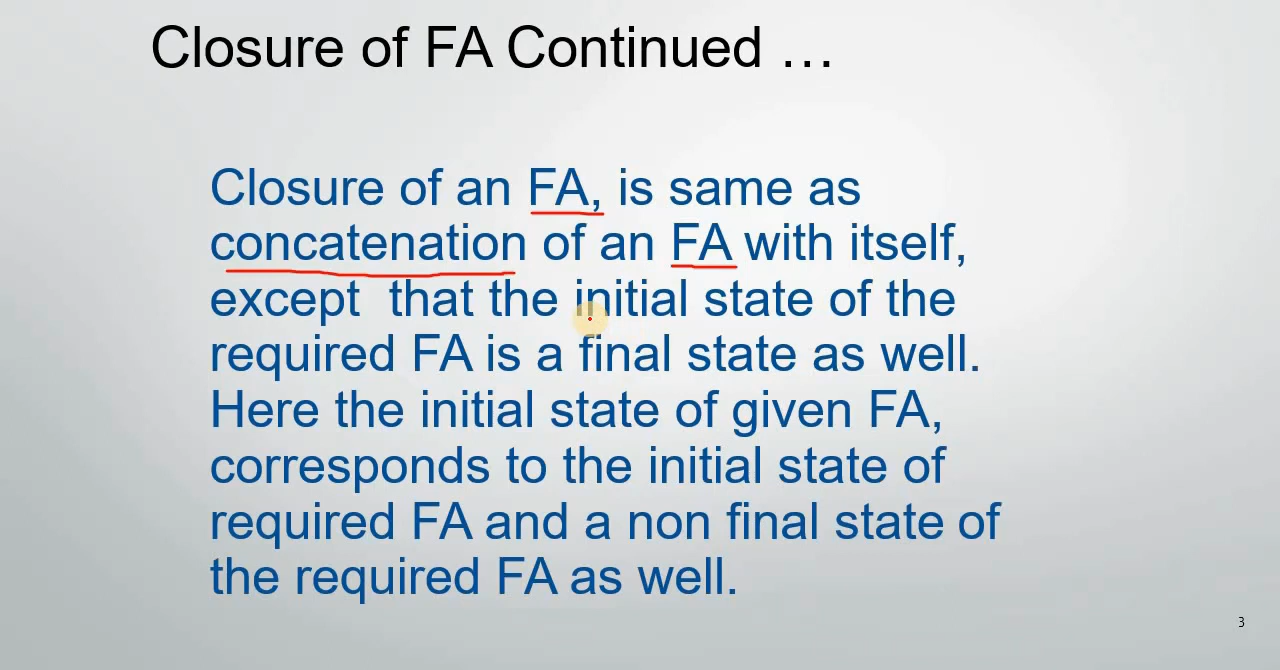 Closure of FA Continued …
Closure of an FA, is same as
concatenation of an FA with itself,
except that the initial state of the
required FA is a final state as well.
Here the initial state of given FA,
corresponds to the initial state of
required FA and a non final state of
the required FA as well.
3